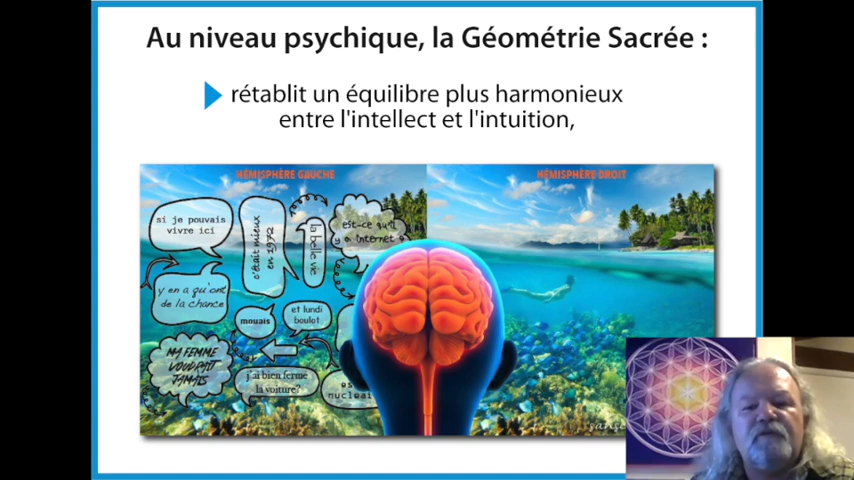 Au niveau psychique, la Géométrie Sacrée :
rétablit un équilibre plus harmonieux
entre l'intellect et l'intuition,
HÉMISPHÈRE GAUCHE
HÉMISPHÈRE DROIT
si je pouvais
vivre ici
c'était mieux
en 1972
la belle vie
est-ce qu'il
y a internet ?
y en a qu'ont
de la chance
mouais
et lundi
boulot
MA FEMME
VOUDRAIT
JAMAIS
j'ai bien fermé
la voiture?